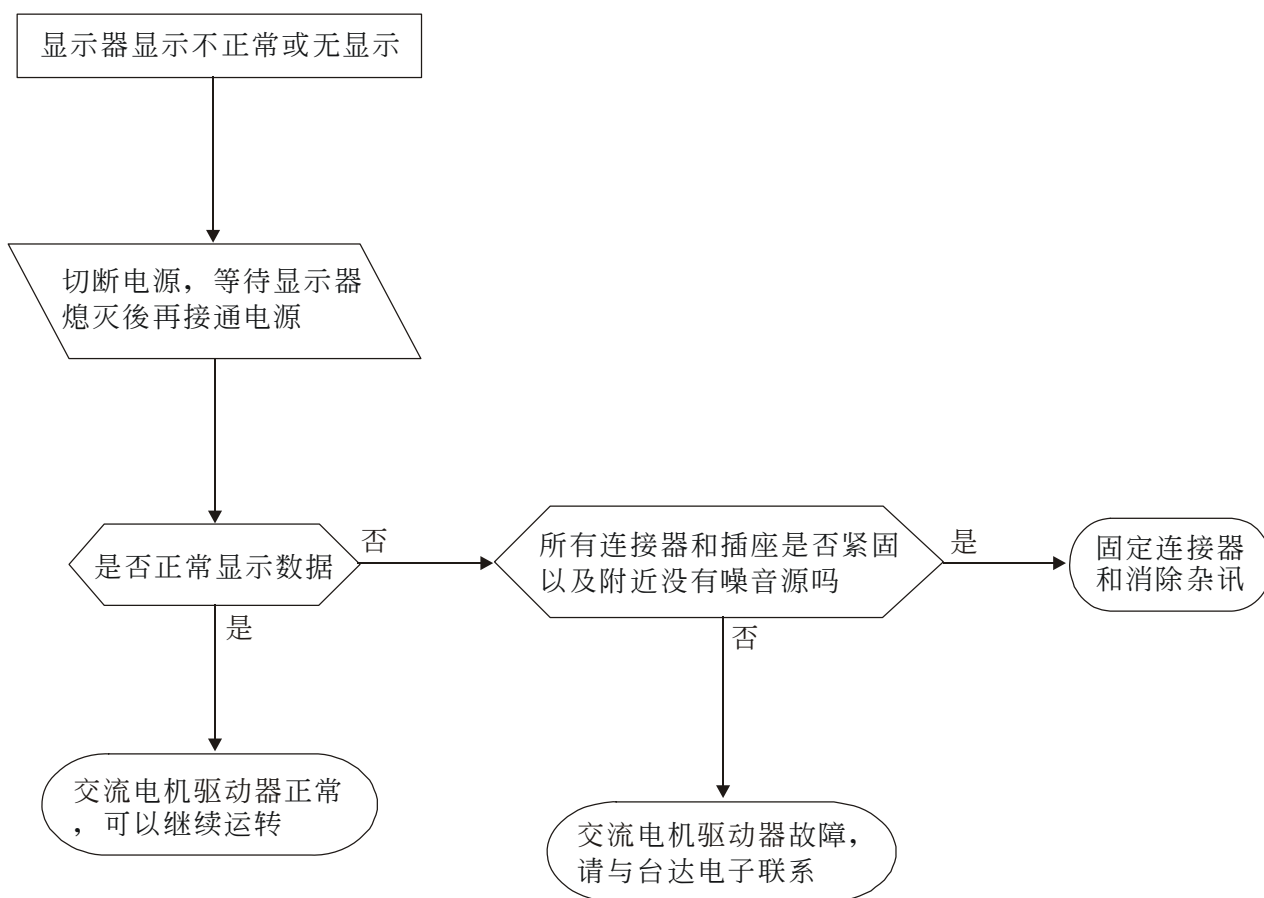 显示器显示不正常或无显示
切断电源，等待显示器
熄灭後再接通电源
是否正常显示数据
否
所有连接器和插座是否紧固
以及附近没有噪音源吗
是
固定连接器
和消除杂讯
是
否
交流电机驱动器正常
，可以继续运转
交流电机驱动器故障，
请与台达电子联系